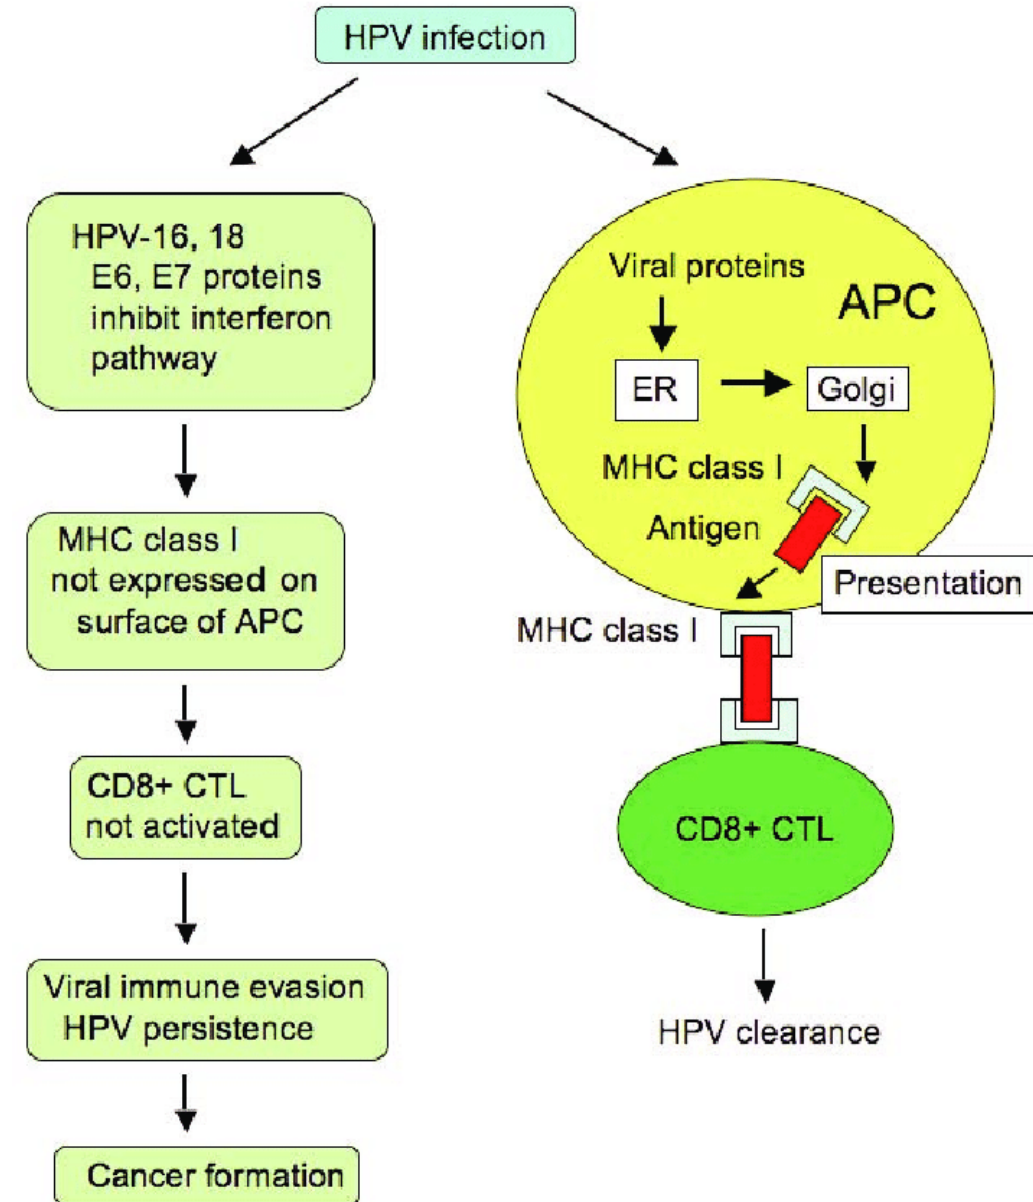 HPV infection
HPV-16, 18
E6, E7 proteins
inhibit interferon
pathway
MHC class I
not expressed on
surface of APC
CD8+ CTL
not activated
Viral immune evasion
HPV persistence
Cancer formation
Viral proteins
APC
ER
Golgi
MHC class I
Antigen
Presentation
MHC class I
CD8+ CTL
HPV clearance